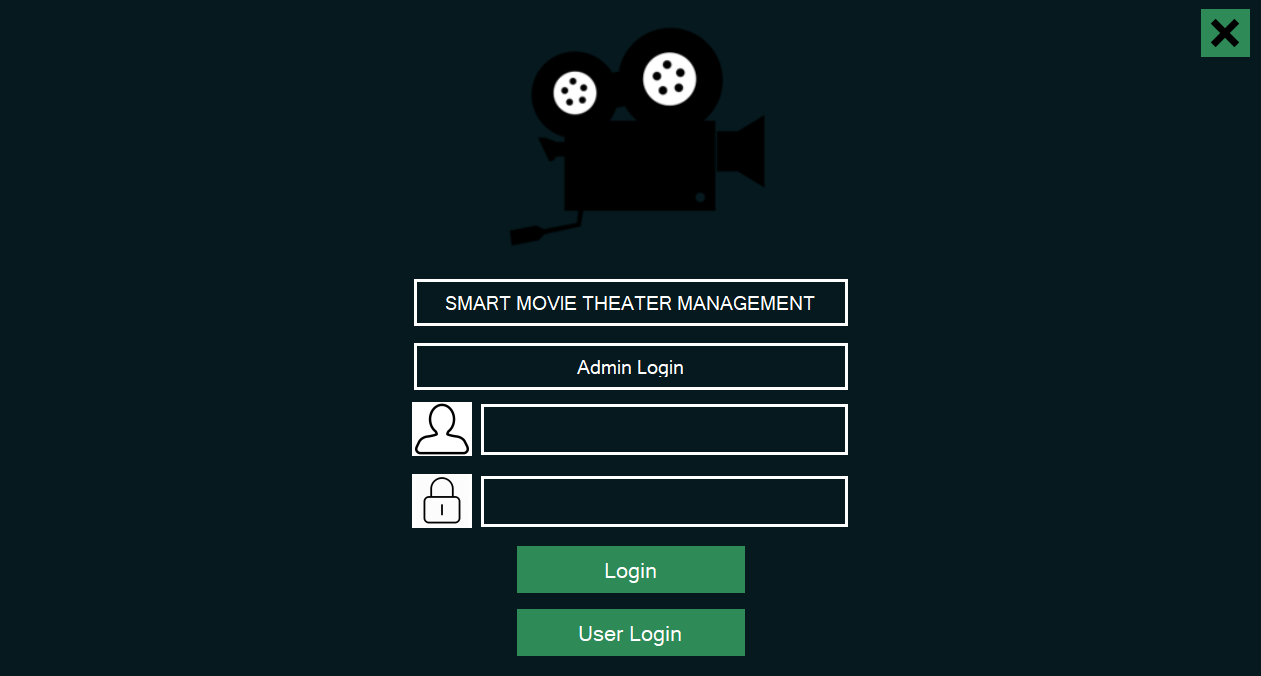 SMART MOVIE THEATER MANAGEMENT
Admin Login
Login
User Login